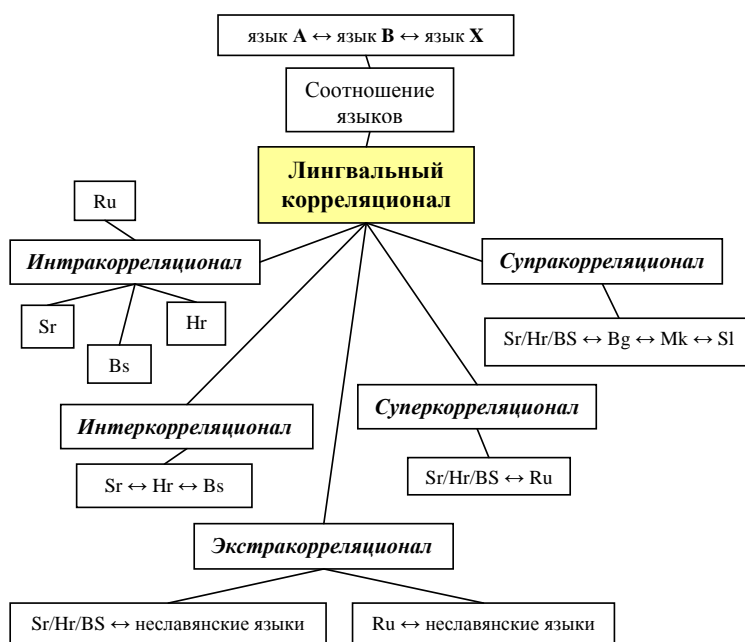 язык A ↔ язык B ↔ язык X
Соотношение
языков
Лингвальный
корреляционал
Ru
Интракорреляционал
Супракорреляционал
Sr
Hr
Bs
Sr/Hr/BS ↔ Bg ↔ Mk ↔ Sl
Интеркорреляционал
Суперкорреляционал
Sr ↔ Hr ↔ Bs
Sr/Hr/BS ↔ Ru
Экстракорреляционал
Sr/Hr/BS ↔ неславянские языки
Ru ↔ неславянские языки